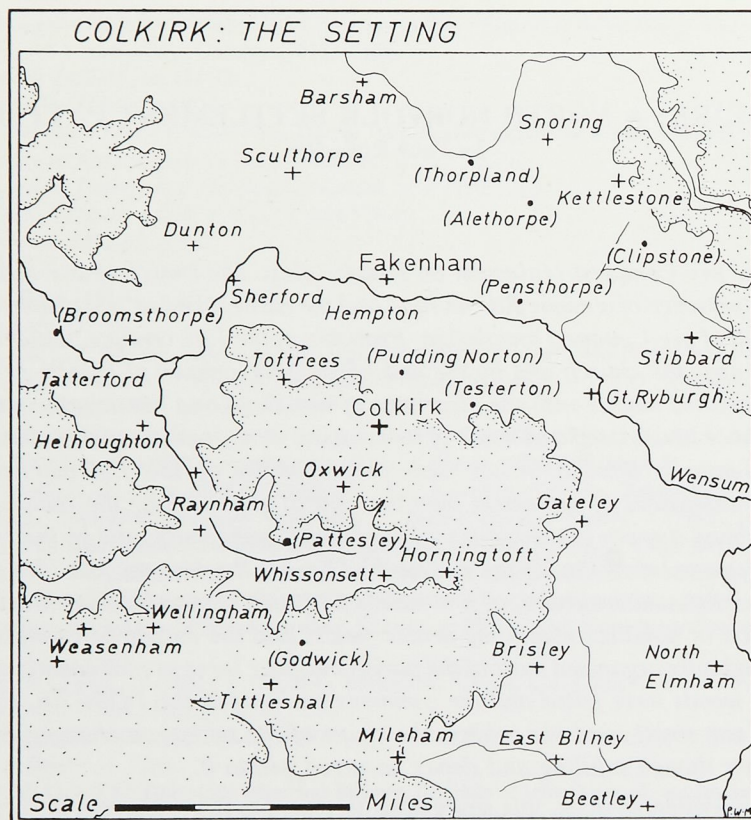 COLKIRK: THE SETTING
Barsham
Snoring
Sculthorpe
(Thorpland)
Kettlestone
(Alethorpe)
Dunton
(Clipstone)
Fakenham
Sherford
(Pensthorpe)
(Broomsthorpe)
Hempton
Toftrees
(Pudding Norton)
Stibbard
Tatterford
(Testerton)
Gt.Ryburgh
Colkirk
Helhoughton
Oxwick
Wensum
Raynham
Gateley
(Pattesley)
Horningtoft
Whissonsett
Wellingham
Weasenham
(Godwick)
Brisley
North
Elmham
Tittleshall
Mileham
East Bilney
Scale
Miles
Beetley
P.W.M